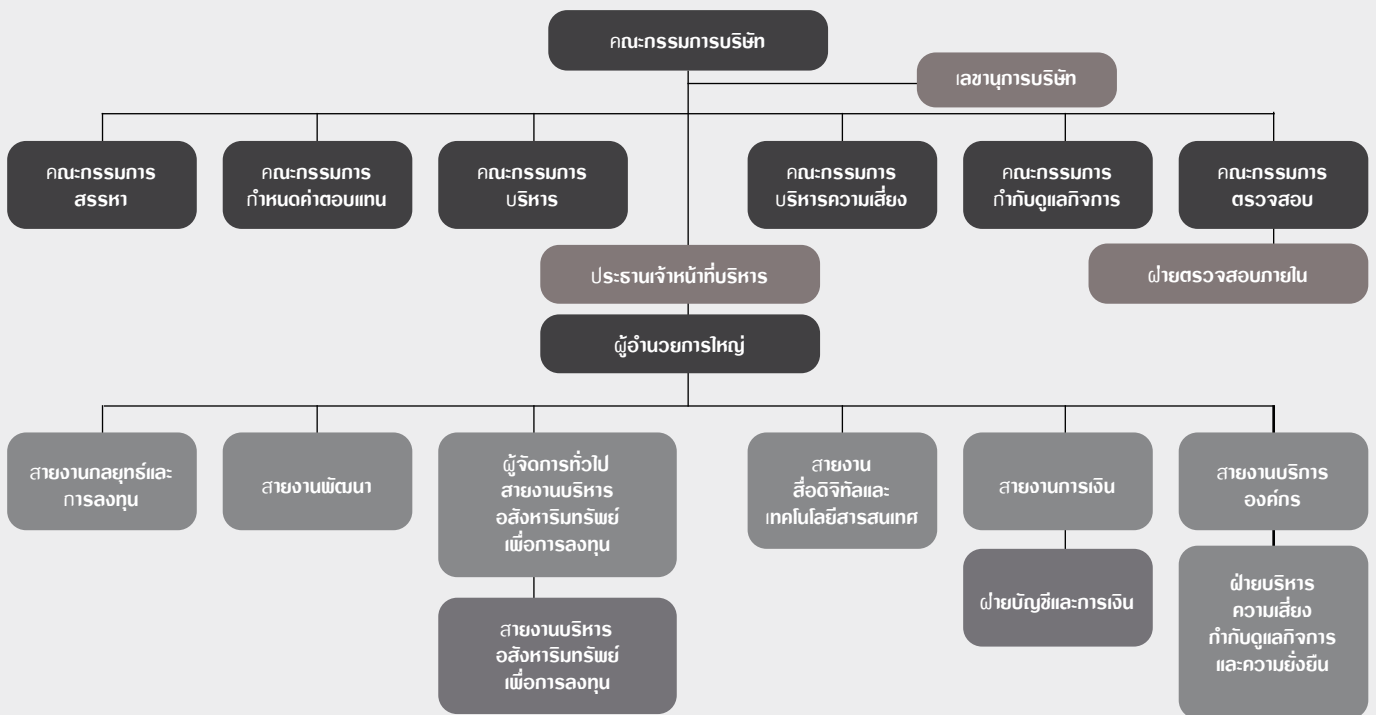 คณะกรรมการบริษัท
เลขานุการบริษัท
คณะกรรมการ
สรรหา
คณะกรรมการ
กำหนดค่าตอบแทน
คณะกรรมการ
บริหาร
คณะกรรมการ
บริหารความเสี่ยง
คณะกรรมการ
กำกับดูแลกิจการ
คณะกรรมการ
ตรวจสอบ
ประธานเจ้าหน้าที่บริหาร
ฝ่ายตรวจสอบภายใน
ผู้อำนวยการใหญ่
สายงานกลยุทธ์และ
การลงทุน
สายงานพัฒนา
ผู้จัดการทั่วไป
สายงานบริหาร
อสังหาริมทรัพย์
เพื่อการลงทุน
สายงาน
สื่อดิจิทัลและ
เทคโนโลยีสารสนเทศ
สายงานการเงิน
สายงานบริการ
องค์กร
สายงานบริหาร
อสังหาริมทรัพย์
เพื่อการลงทุน
ฝ่ายบัญชีและการเงิน
ฝ่ายบริหาร
ความเสี่ยง
กำกับดูแลกิจการ
และความยั่งยืน